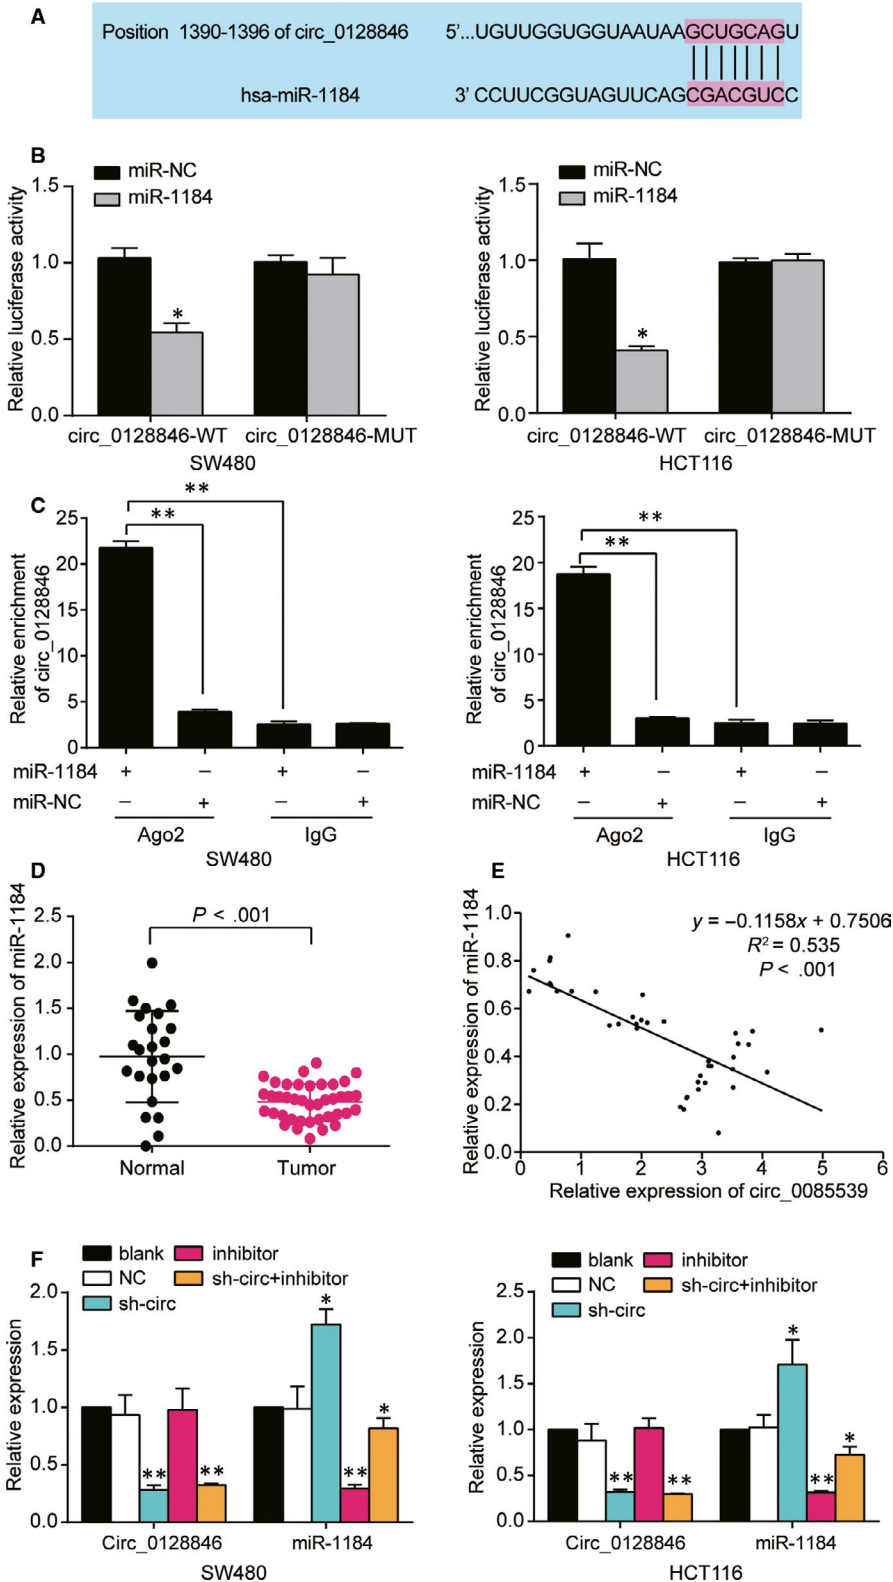 A
Position 1390-1396 of circ_0128846 5’...UGUUGGUGGUAAUAAGCUGCAGU
hsa-miR-1184 3’ CCUUCGGUAGUUCAGCGACGUCC
B
miR-NC
miR-1184
Relative luciferase activity
1.5
1.0
0.5
0.0
*
circ_0128846-WT circ_0128846-MUT
SW480
miR-NC
miR-1184
Relative luciferase activity
1.5
1.0
0.5
0.0
*
circ_0128846-WT circ_0128846-MUT
HCT116
C
Relative enrichment
of circ_0128846
25
20
15
10
5
0
**
**
miR-1184 + – + –
miR-NC – + – +
Ago2 IgG
SW480
Relative enrichment
of circ_0128846
25
20
15
10
5
0
**
**
miR-1184 + – + –
miR-NC – + – +
Ago2 IgG
HCT116
D
Relative expression of miR-1184
2.5
2.0
1.5
1.0
0.5
0.0
P < .001
Normal Tumor
E
Relative expression of miR-1184
1.0
0.8
0.6
0.4
0.2
0.0
y = –0.1158x + 0.7506
R² = 0.535
P < .001
0 1 2 3 4 5 6
Relative expression of circ_0085539
F
blank
NC
sh-circ
inhibitor
sh-circ+inhibitor
Relative expression
2.0
1.5
1.0
0.5
0.0
** ** * ** *
Circ_0128846 miR-1184
SW480
blank
NC
sh-circ
inhibitor
sh-circ+inhibitor
Relative expression
2.5
2.0
1.5
1.0
0.5
0.0
** ** * ** *
Circ_0128846 miR-1184
HCT116